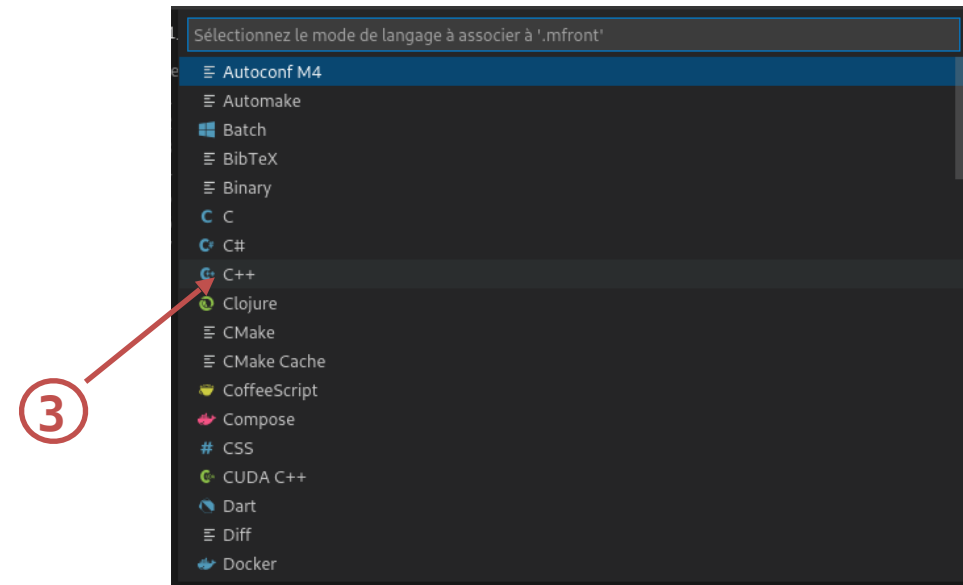 Sélectionnez le mode de langage à associer à '.mfront'
Autoconf M4
Automake
Batch
BibTeX
Binary
C
C#
C++
Clojure
CMake
CMake Cache
CoffeeScript
Compose
CSS
CUDA C++
Dart
Diff
Docker
3